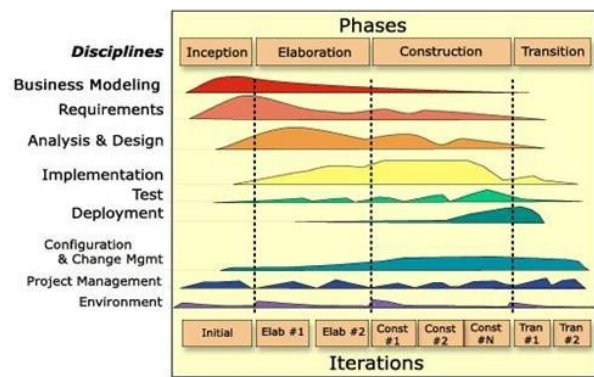 Phases
Disciplines
Inception Elaboration Construction Transition
Business Modeling
Requirements
Analysis & Design
Implementation
Test
Deployment
Configuration
& Change Mgmt
Project Management
Environment
Initial Elab #1 Elab #2 Const #1 Const #2 Const #N Tran #1 Tran #2
Iterations